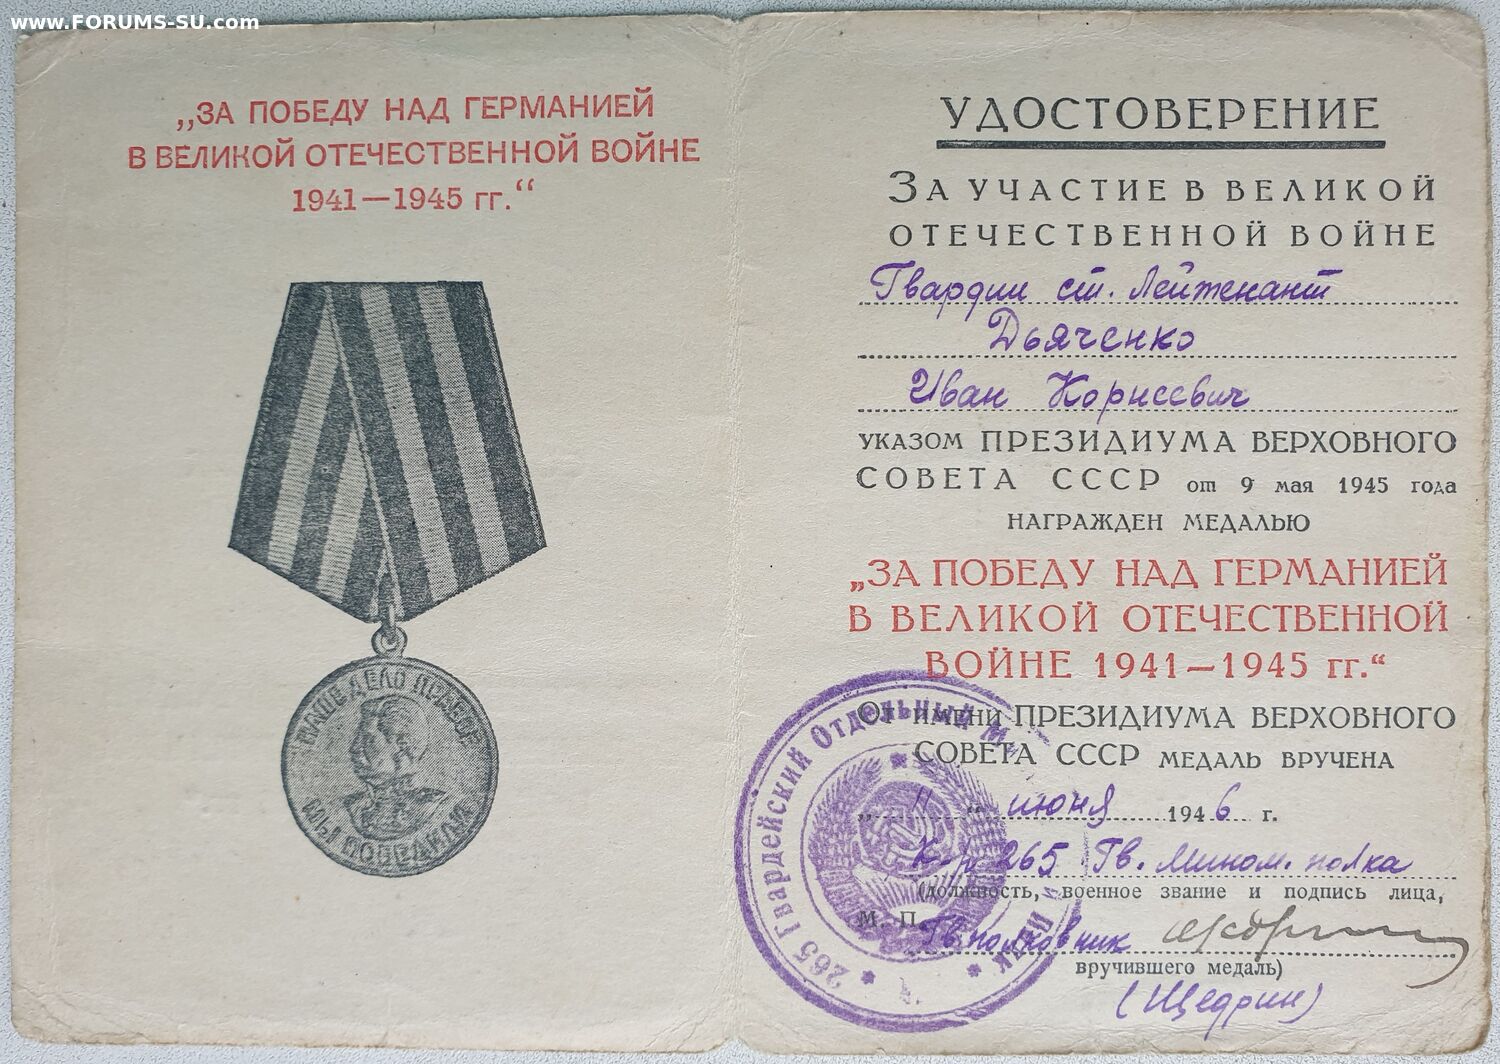 www.FORUMS-SU.com
„ЗА ПОБЕДУ НАД ГЕРМАНИЕЙ
В ВЕЛИКОЙ ОТЕЧЕСТВЕННОЙ ВОЙНЕ
1941—1945 гг.“
НАШЕ ДЕЛО ПРАВОЕ
МЫ ПОБЕДИЛИ
УДОСТОВЕРЕНИЕ
ЗА УЧАСТИЕ В ВЕЛИКОЙ
ОТЕЧЕСТВЕННОЙ ВОЙНЕ
Гвардии ст. Лейтенант
Дьяченко
Иван Корнеевич
УКАЗОМ ПРЕЗИДИУМА ВЕРХОВНОГО
СОВЕТА СССР от 9 мая 1945 года
НАГРАЖДЕН МЕДАЛЬЮ
„ЗА ПОБЕДУ НАД ГЕРМАНИЕЙ
В ВЕЛИКОЙ ОТЕЧЕСТВЕННОЙ
ВОЙНЕ 1941—1945 гг.“
ОТ ИМЕНИ ПРЕЗИДИУМА ВЕРХОВНОГО
СОВЕТА СССР МЕДАЛЬ ВРУЧЕНА
„11“ июня 1946 г.
К-р 265 Гв. Мином. полка
(должность, военное звание и подпись лица,
М. П.
Гв полковник
вручившего медаль)
(Щедрин)
265 Гвардейский Отдельный